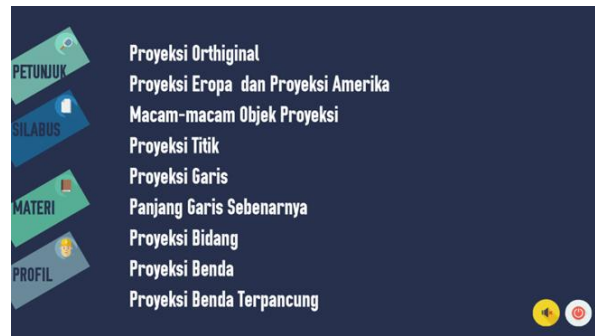 PETUNJUK
SILABUS
MATERI
PROFIL
Proyeksi Orthiginal
Proyeksi Eropa dan Proyeksi Amerika
Macam-macam Objek Proyeksi
Proyeksi Titik
Proyeksi Garis
Panjang Garis Sebenarnya
Proyeksi Bidang
Proyeksi Benda
Proyeksi Benda Terpancung